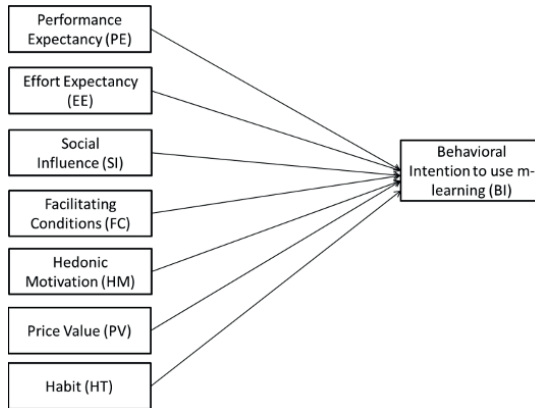 Performance
Expectancy (PE)
Effort Expectancy
(EE)
Social
Influence (SI)
Facilitating
Conditions (FC)
Hedonic
Motivation (HM)
Price Value (PV)
Habit (HT)
Behavioral
Intention to use m-
learning (BI)